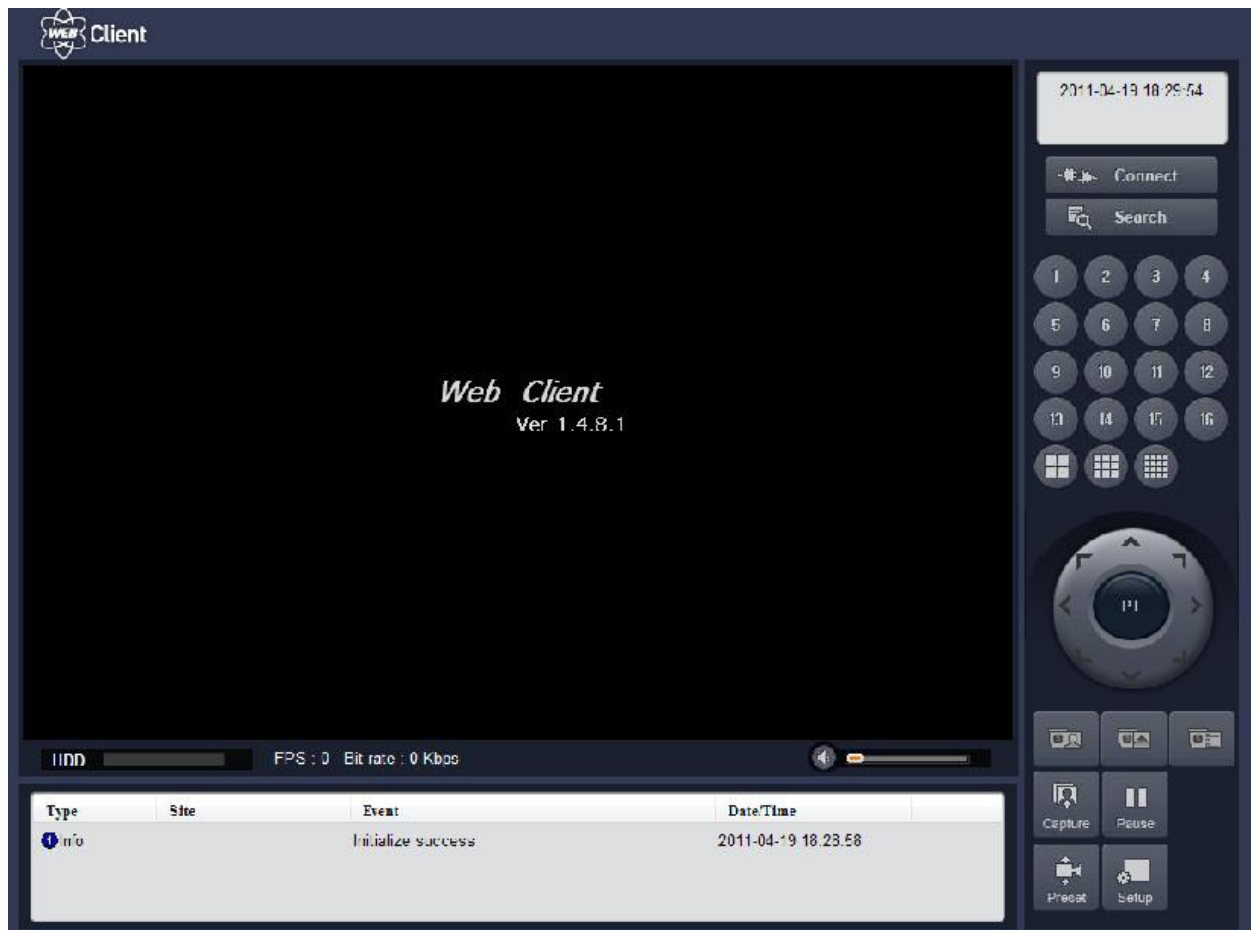 WEB Client
2011-04-19 18:29:54
Connect
Search
1 2 3 4
5 6 7 8
9 10 11 12
13 14 15 16
Web Client
Ver 1.4.8.1
HDD FPS : 0 Bit rate : 0 Kbps
Type Site Event Date/Time
Info Initialize success 2011-04-19 18:28:58
Capture Pause
Preset Setup